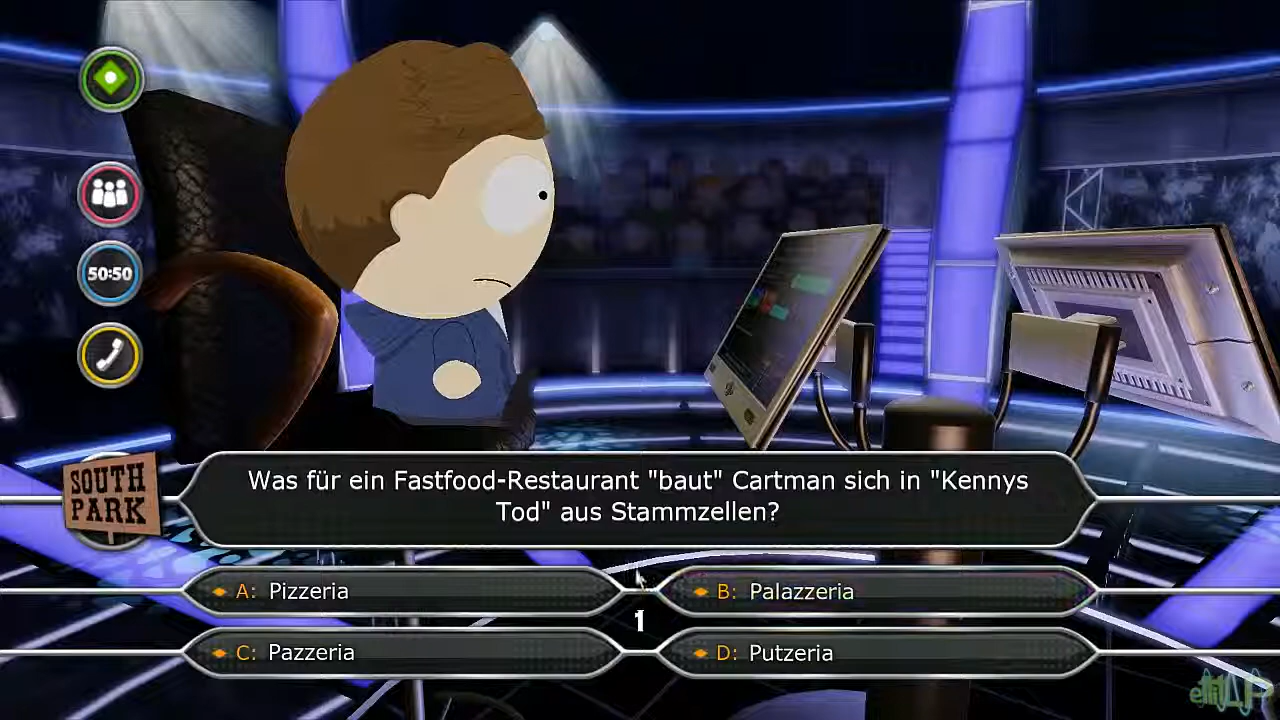 50:50
SOUTH
PARK
Was für ein Fastfood-Restaurant "baut" Cartman sich in "Kennys
Tod" aus Stammzellen?
A: Pizzeria
B: Palazzeria
1
C: Pazzeria
D: Putzeria